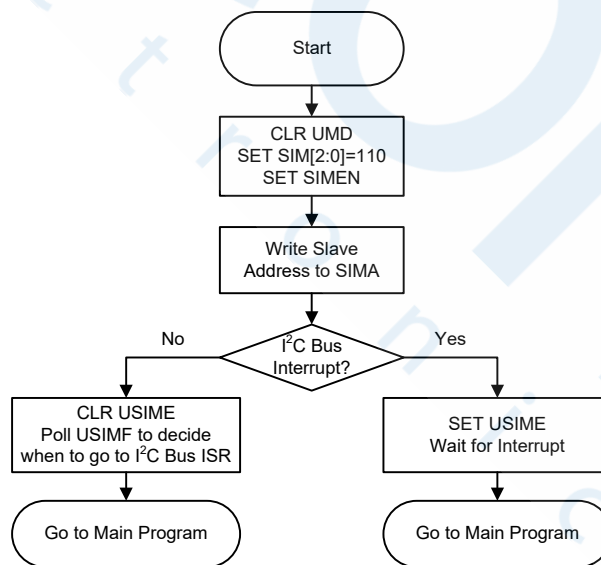 Start
CLR UMD
SET SIM[2:0]=110
SET SIMEN
Write Slave
Address to SIMA
I²C Bus
Interrupt?
No
Yes
CLR USIME
Poll USIMF to decide
when to go to I²C Bus ISR
SET USIME
Wait for Interrupt
Go to Main Program
Go to Main Program